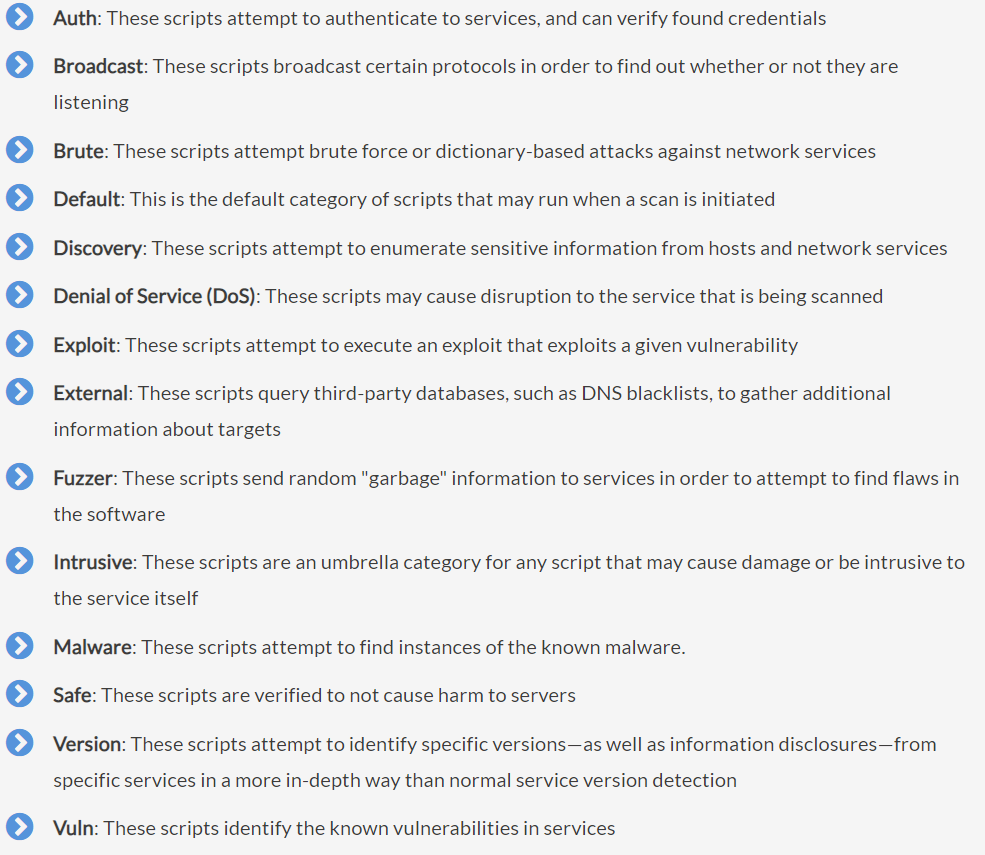 Auth: These scripts attempt to authenticate to services, and can verify found credentials
Broadcast: These scripts broadcast certain protocols in order to find out whether or not they are
listening
Brute: These scripts attempt brute force or dictionary-based attacks against network services
Default: This is the default category of scripts that may run when a scan is initiated
Discovery: These scripts attempt to enumerate sensitive information from hosts and network services
Denial of Service (DoS): These scripts may cause disruption to the service that is being scanned
Exploit: These scripts attempt to execute an exploit that exploits a given vulnerability
External: These scripts query third-party databases, such as DNS blacklists, to gather additional
information about targets
Fuzzer: These scripts send random "garbage" information to services in order to attempt to find flaws in
the software
Intrusive: These scripts are an umbrella category for any script that may cause damage or be intrusive to
the service itself
Malware: These scripts attempt to find instances of the known malware.
Safe: These scripts are verified to not cause harm to servers
Version: These scripts attempt to identify specific versions—as well as information disclosures—from
specific services in a more in-depth way than normal service version detection
Vuln: These scripts identify the known vulnerabilities in services